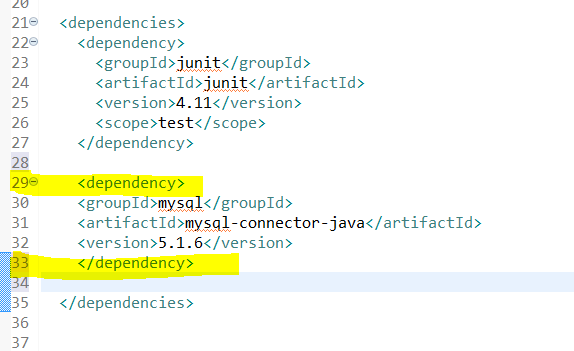 20
21 <dependencies>
22 <dependency>
23 <groupId>junit</groupId>
24 <artifactId>junit</artifactId>
25 <version>4.11</version>
26 <scope>test</scope>
27 </dependency>
28
29 <dependency>
30 <groupId>mysql</groupId>
31 <artifactId>mysql-connector-java</artifactId>
32 <version>5.1.6</version>
33 </dependency>
34
35 </dependencies>
36
37